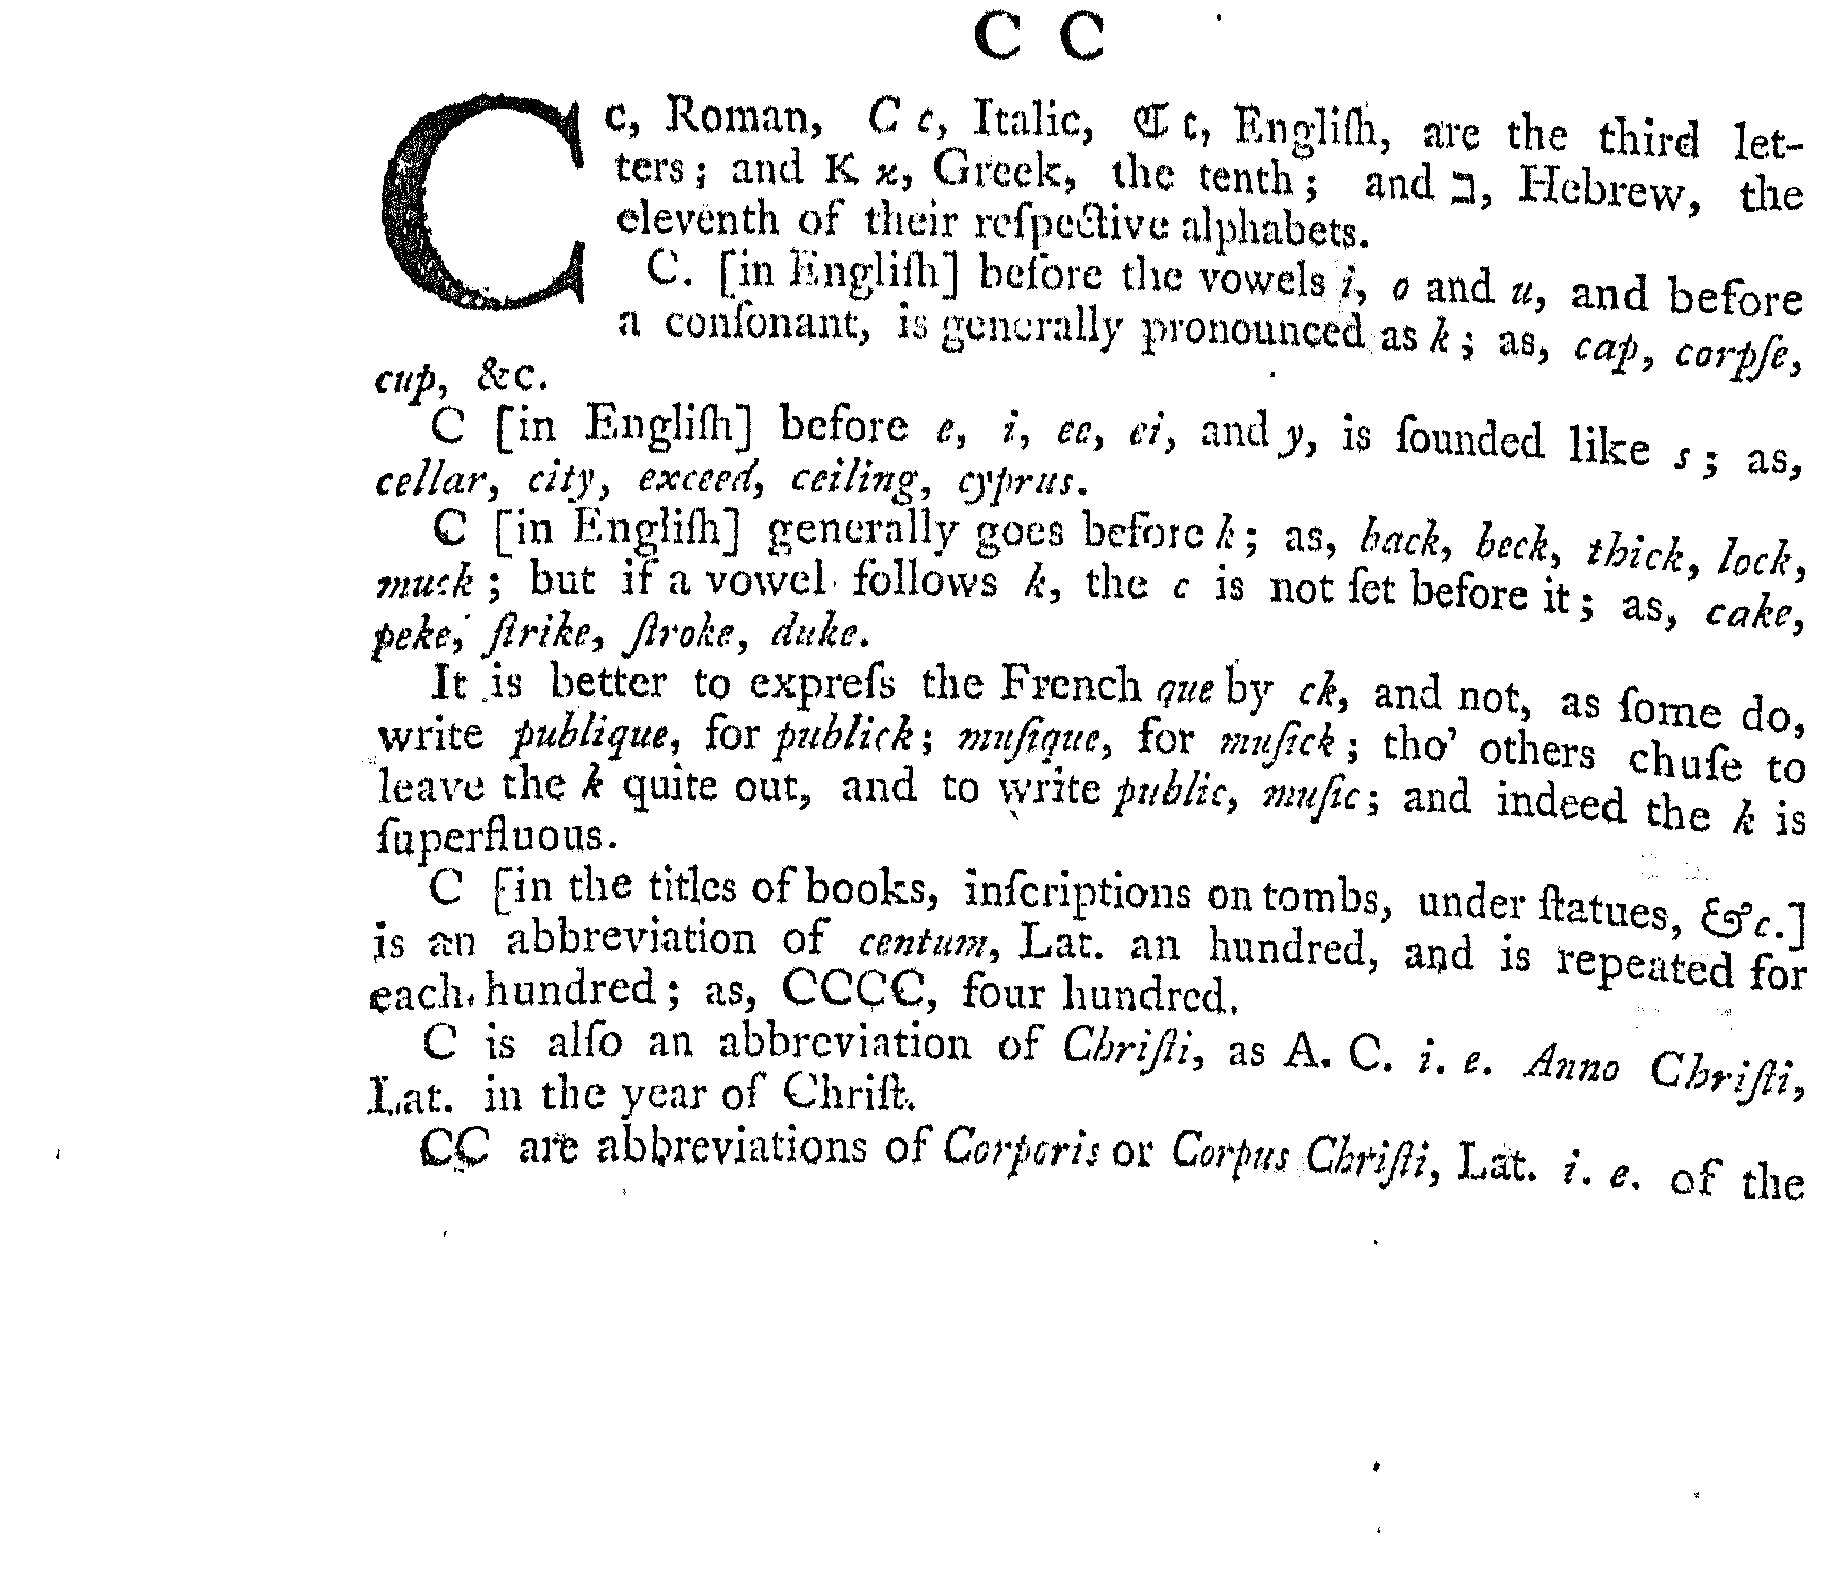 C C
C c, Roman, C c, Italic, ℭ c, Engliſh, are the third let-
ters; and K ϰ, Greek, the tenth; and כ, Hebrew, the
eleventh of their reſpective alphabets.
C. [in Engliſh] before the vowels i, o and u, and before
a conſonant, is generally pronounced as k; as, cap, corpſe,
cup, &c.
C [in Engliſh] before e, i, ee, ei, and y, is ſounded like s; as,
cellar, city, exceed, ceiling, cyprus.
C [in Engliſh] generally goes before k; as, back, beck, thick, lock,
muck; but if a vowel follows k, the c is not ſet before it; as, cake,
peke, ſtrike, ſtroke, duke.
It is better to expreſs the French que by ck, and not, as ſome do,
write publique, for publick; muſique, for muſick; tho' others chuſe to
leave the k quite out, and to write public, muſic; and indeed the k is
ſuperfluous.
C [in the titles of books, inſcriptions on tombs, under ſtatues, &c.]
is an abbreviation of centum, Lat. an hundred, and is repeated for
each hundred; as, CCCC, four hundred.
C is alſo an abbreviation of Chriſti, as A. C. i. e. Anno Chriſti,
Lat. in the year of Chriſt.
CC are abbreviations of Corporis or Corpus Chriſti, Lat. i. e. of the